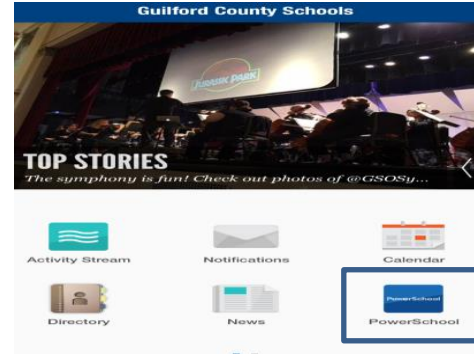 Guilford County Schools
JURASSIC PARK
TOP STORIES
The symphony is fun! Check out photos of @GSOSy...
Activity Stream
Notifications
Calendar
Directory
News
PowerSchool
PowerSchool